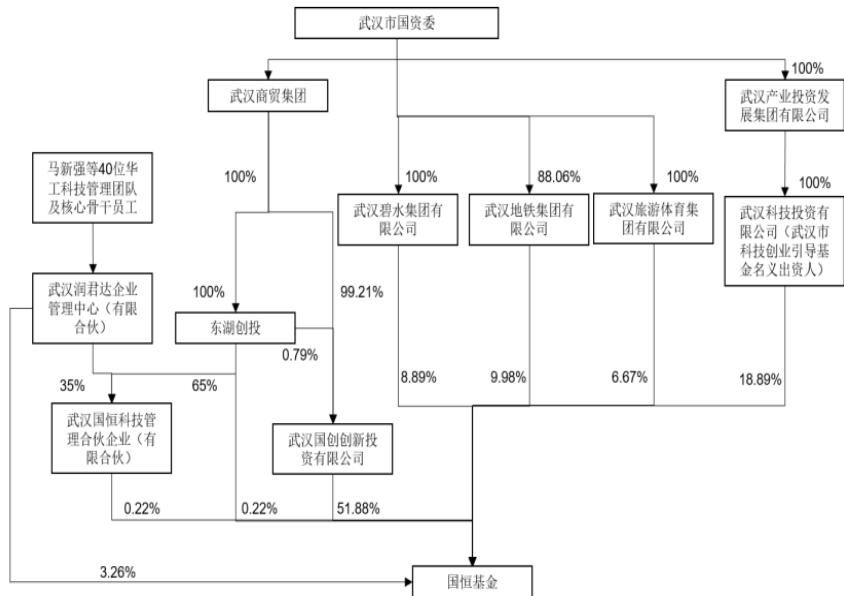 武汉市国资委
100%
武汉商贸集团
武汉产业投资发
展集团有限公司
马新强等40位华
工科技管理团队
及核心骨干员工
100%
100%
88.06%
100%
100%
武汉碧水集团有
限公司
武汉地铁集团有
限公司
武汉旅游体育集
团有限公司
武汉科技投资有
限公司（武汉市
科技创业引导基
金名义出资人）
武汉润君达企业
管理中心（有限
合伙）
100%
99.21%
东湖创投
0.79%
35%
65%
8.89%
9.98%
6.67%
18.89%
武汉国恒科技管
理合伙企业（有
限合伙）
武汉国创创新投
资有限公司
0.22%
0.22%
51.88%
3.26%
国恒基金